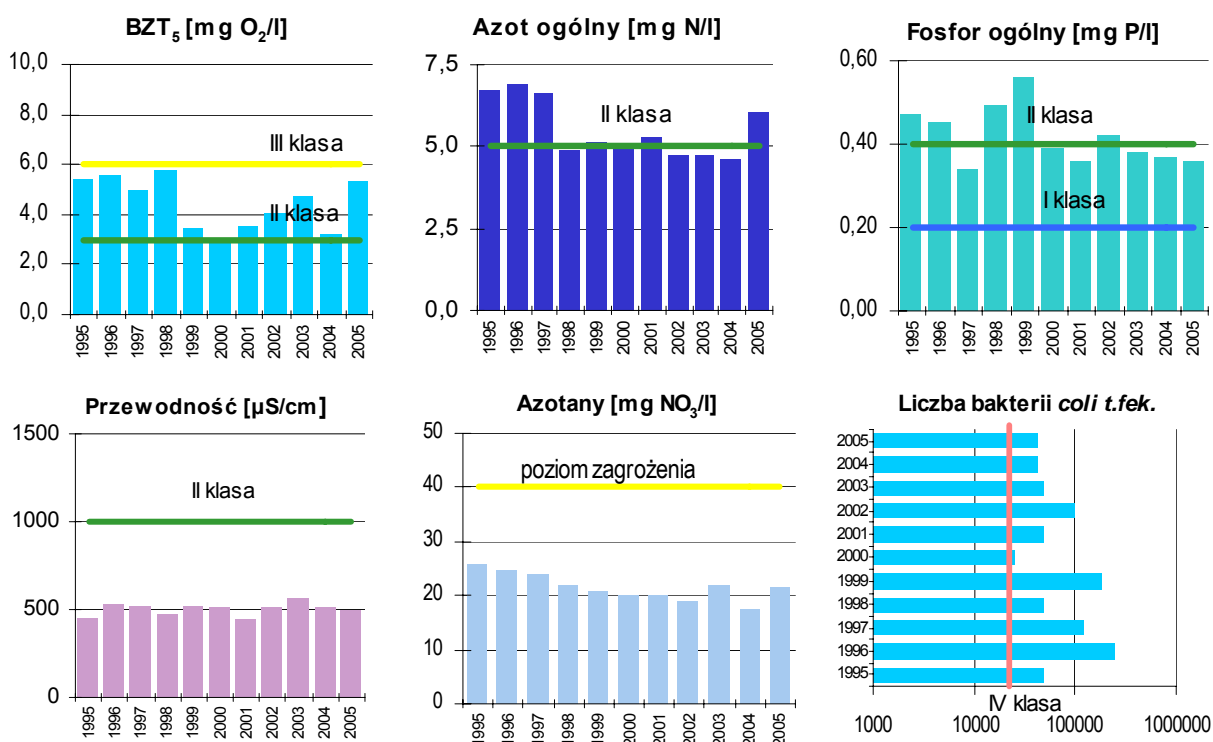 BZT5 [mg O2/l]
10,0
8,0
6,0
4,0
2,0
0,0
III klasa
II klasa
1995 1996 1997 1998 1999 2000 2001 2002 2003 2004 2005
Azot ogólny [mg N/l]
7,5
5,0
2,5
0,0
II klasa
1995 1996 1997 1998 1999 2000 2001 2002 2003 2004 2005
Fosfor ogólny [mg P/l]
0,60
0,40
0,20
0,00
II klasa
I klasa
1995 1996 1997 1998 1999 2000 2001 2002 2003 2004 2005
Przewodność [µS/cm]
1500
1000
500
0
II klasa
1995 1996 1997 1998 1999 2000 2001 2002 2003 2004 2005
Azotany [mg NO3/l]
50
40
30
20
10
0
poziom zagrożenia
1995 1996 1997 1998 1999 2000 2001 2002 2003 2004 2005
Liczba bakterii coli t.fek.
2005
2004
2003
2002
2001
2000
1999
1998
1997
1996
1995
IV klasa
1000 10000 100000 1000000